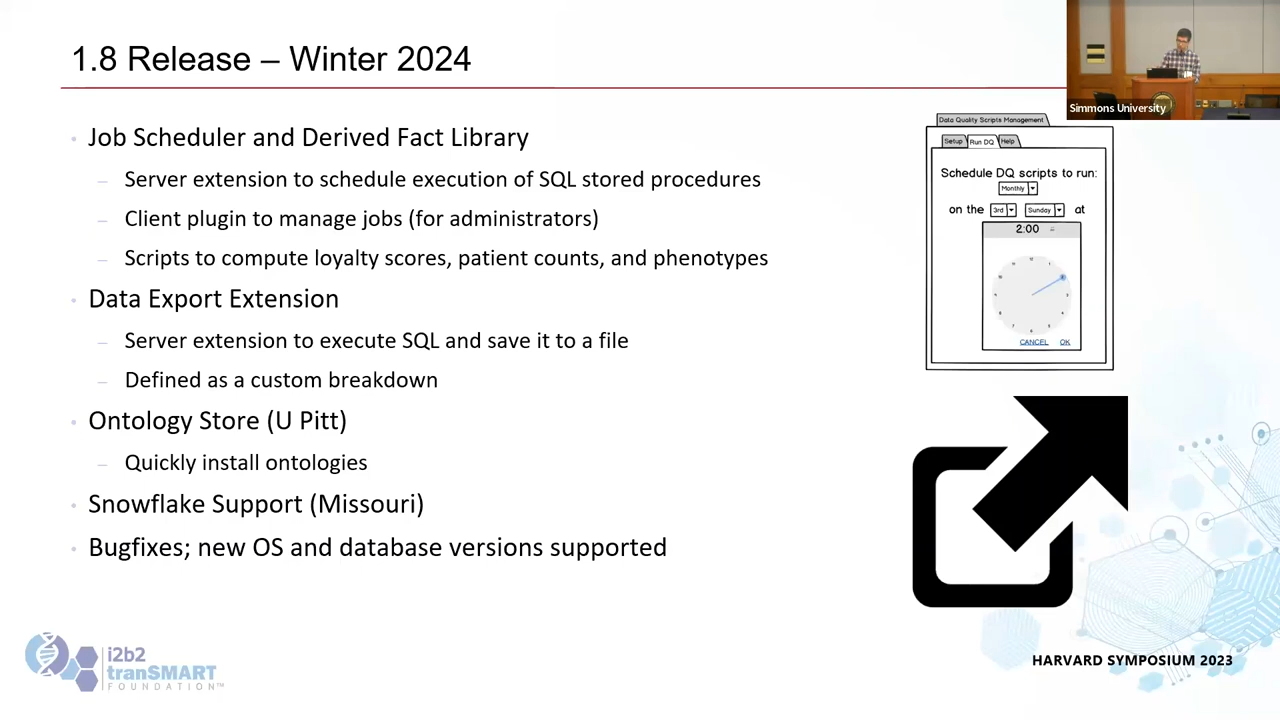 1.8 Release – Winter 2024
Simmons University
Job Scheduler and Derived Fact Library
– Server extension to schedule execution of SQL stored procedures
– Client plugin to manage jobs (for administrators)
– Scripts to compute loyalty scores, patient counts, and phenotypes
Data Export Extension
– Server extension to execute SQL and save it to a file
– Defined as a custom breakdown
Ontology Store (U Pitt)
– Quickly install ontologies
Snowflake Support (Missouri)
Bugfixes; new OS and database versions supported
Data Quality Scripts Management
Setup Run DQ Help
Schedule DQ scripts to run:
Monthly
on the 3rd Sunday at
2:00
CANCEL OK
i2b2
tranSMART
FOUNDATION™
HARVARD SYMPOSIUM 2023